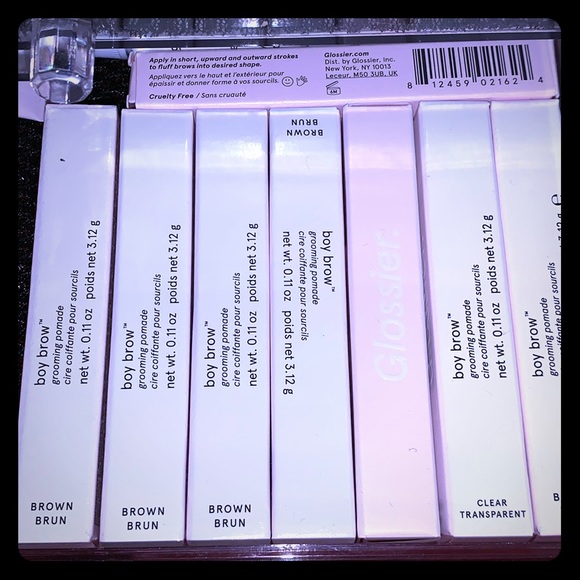 Apply in short, upward and outward strokes
to fluff brows into desired shape.
Appliquez vers le haut et l'extérieur pour
épaissir et donner forme à vos sourcils.
Cruelty Free / Sans cruauté
Glossier.com
Dist. by Glossier, Inc.
New York, NY 10013
Leceur, M50 3UB, UK
6M
8 12459 02162 4
boy brow™
grooming pomade
cire coiffante pour sourcils
net wt. 0.11 oz poids net 3.12 g
BROWN
BRUN
boy brow™
grooming pomade
cire coiffante pour sourcils
net wt. 0.11 oz poids net 3.12 g
BROWN
BRUN
boy brow™
grooming pomade
cire coiffante pour sourcils
net wt. 0.11 oz poids net 3.12 g
BROWN
BRUN
BROWN
BRUN
boy brow™
grooming pomade
cire coiffante pour sourcils
net wt. 0.11 oz poids net 3.12 g
Glossier.
boy brow™
grooming pomade
cire coiffante pour sourcils
net wt. 0.11 oz poids net 3.12 g
CLEAR
TRANSPARENT
boy brow™
grooming pomade
B